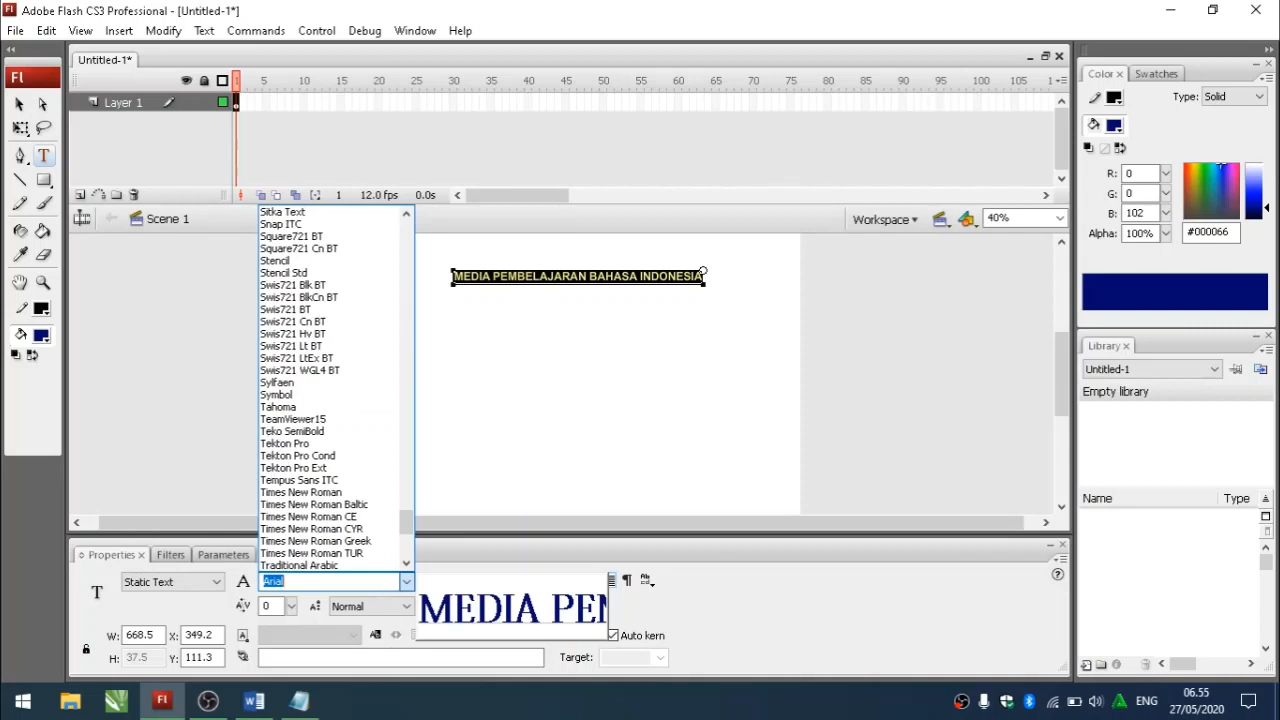 Adobe Flash CS3 Professional - [Untitled-1*]
File Edit View Insert Modify Text Commands Control Debug Window Help
Fl
Untitled-1*
5 10 15 20 25 30 35 40 45 50 55 60 65 70 75 80 85 90 95 100 105
Layer 1
1 12.0 fps 0.0s
Scene 1
Workspace
40%
MEDIA PEMBELAJARAN BAHASA INDONESIA
Sitka Text
Snap ITC
Square721 BT
Square721 Cn BT
Stencil
Stencil Std
Swis721 Blk BT
Swis721 BlkCn BT
Swis721 BT
Swis721 Cn BT
Swis721 Hv BT
Swis721 Lt BT
Swis721 LtEx BT
Swis721 WGL4 BT
Sylfaen
Symbol
Tahoma
TeamViewer15
Teko SemiBold
Tekton Pro
Tekton Pro Cond
Tekton Pro Ext
Tempus Sans ITC
Times New Roman
Times New Roman Baltic
Times New Roman CE
Times New Roman CYR
Times New Roman Greek
Times New Roman TUR
Traditional Arabic
Properties Filters Parameters
T Static Text A Arial
A/V 0 Normal
MEDIA PEN
Auto kern
W: 668.5 X: 349.2
H: 37.5 Y: 111.3
Target:
Color Swatches
Type: Solid
R: 0
G: 0
B: 102
Alpha: 100% #000066
Library
Untitled-1
Empty library
Name Type
ENG
06.55
27/05/2020